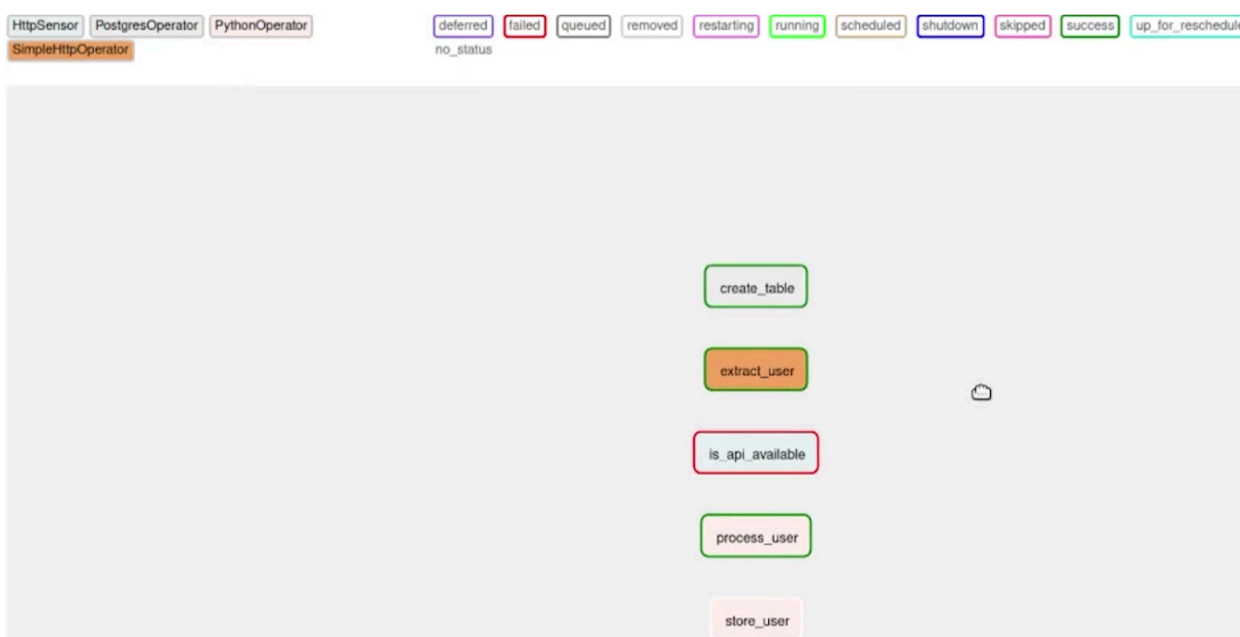 HttpSensor PostgresOperator PythonOperator deferred failed queued removed restarting running scheduled shutdown skipped success up_for_reschedule
SimpleHttpOperator no_status
create_table
extract_user
is_api_available
process_user
store_user